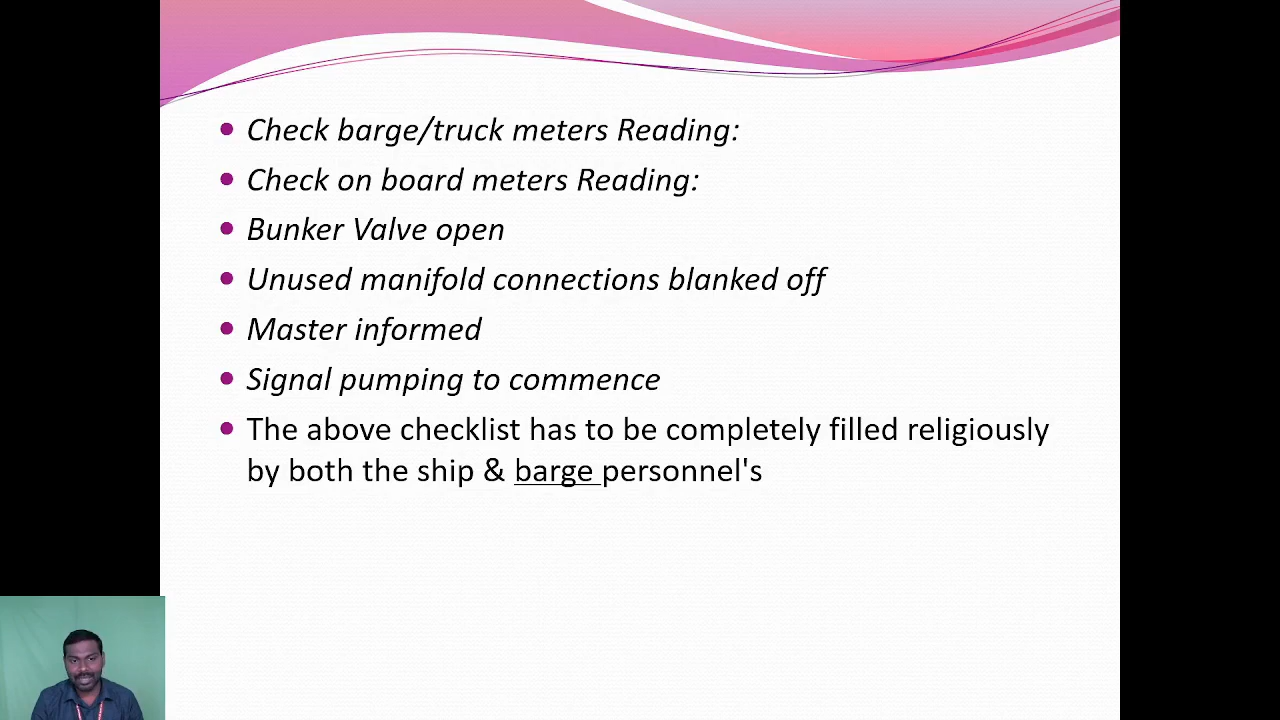 Check barge/truck meters Reading:
Check on board meters Reading:
Bunker Valve open
Unused manifold connections blanked off
Master informed
Signal pumping to commence
The above checklist has to be completely filled religiously
by both the ship & barge personnel's